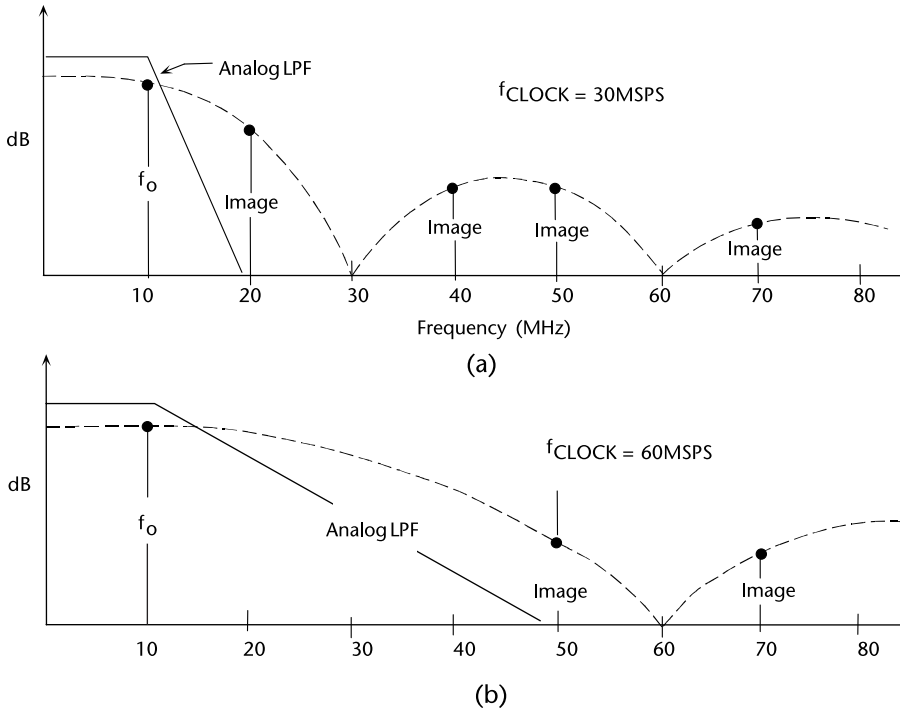 Analog LPF
fCLOCK = 30MSPS
dB
fo
Image
Image
Image
Image
10 20 30 40 50 60 70 80
Frequency (MHz)
(a)
fCLOCK = 60MSPS
dB
fo
Analog LPF
Image
Image
10 20 30 40 50 60 70 80
(b)